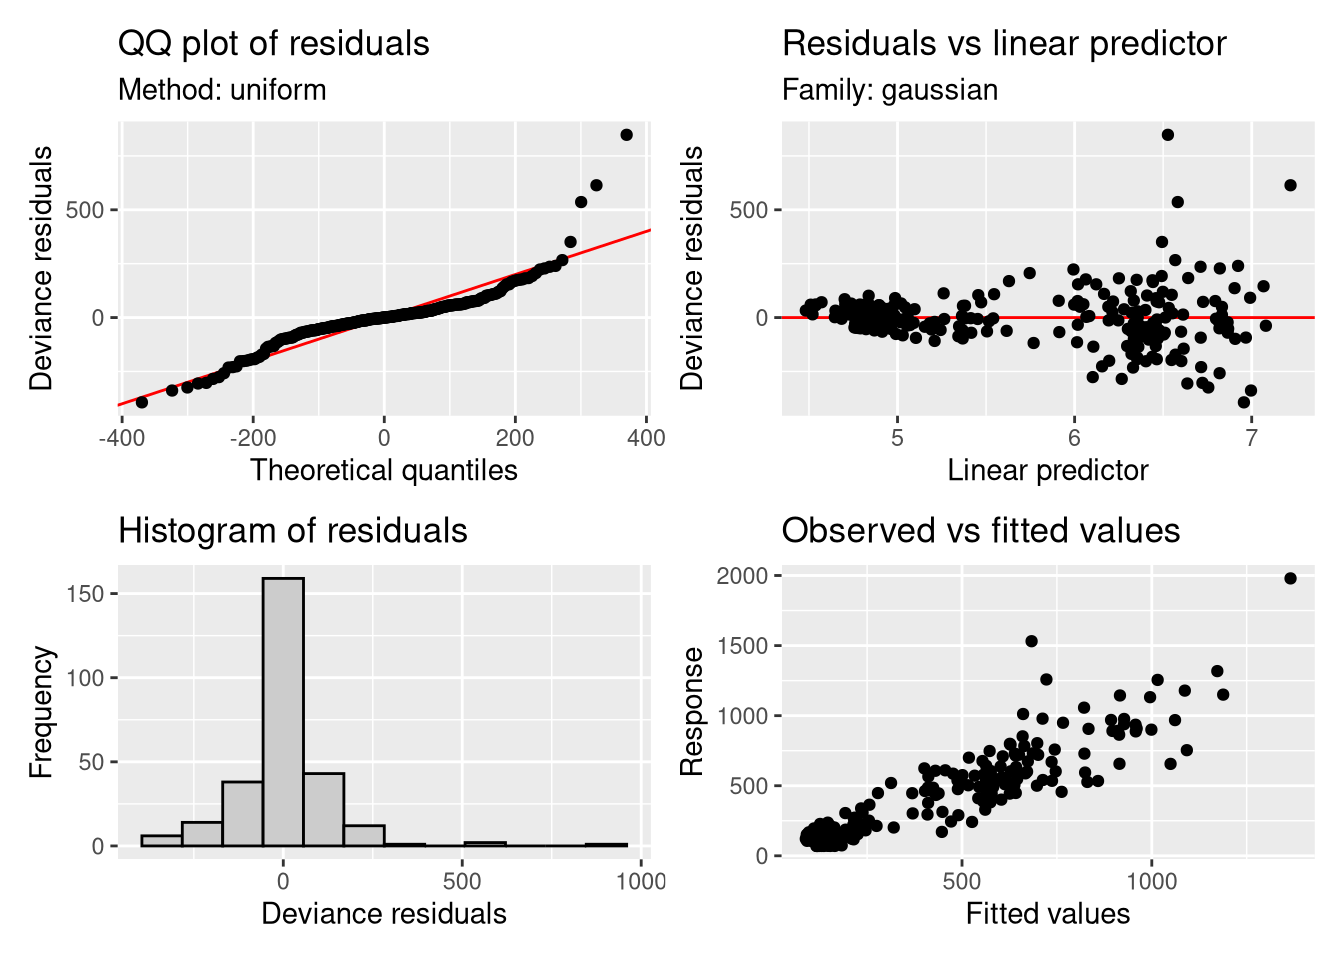 QQ plot of residuals
Method: uniform
Deviance residuals
500
0
-400
-200
0
200
400
Theoretical quantiles
Residuals vs linear predictor
Family: gaussian
Deviance residuals
500
0
5
6
7
Linear predictor
Histogram of residuals
Frequency
150
100
50
0
0
500
1000
Deviance residuals
Observed vs fitted values
Response
2000
1500
1000
500
0
500
1000
Fitted values